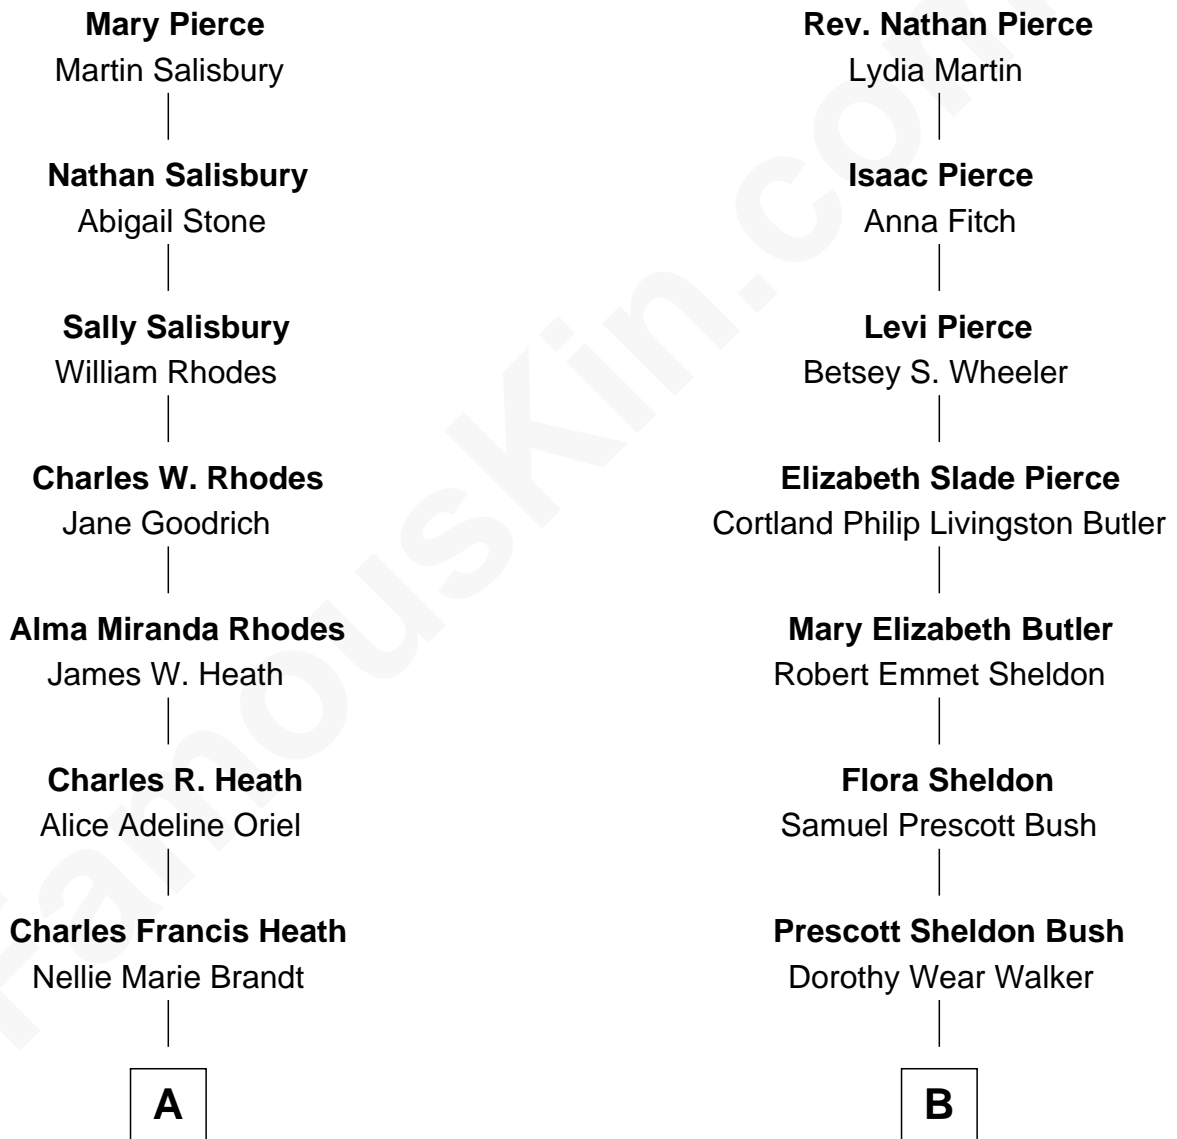 Mary Pierce
Martin Salisbury
Nathan Salisbury
Abigail Stone
Sally Salisbury
William Rhodes
Charles W. Rhodes
Jane Goodrich
Alma Miranda Rhodes
James W. Heath
Charles R. Heath
Alice Adeline Oriel
Charles Francis Heath
Nellie Marie Brandt
A
Rev. Nathan Pierce
Lydia Martin
Isaac Pierce
Anna Fitch
Levi Pierce
Betsey S. Wheeler
Elizabeth Slade Pierce
Cortland Philip Livingston Butler
Mary Elizabeth Butler
Robert Emmet Sheldon
Flora Sheldon
Samuel Prescott Bush
Prescott Sheldon Bush
Dorothy Wear Walker
B
FamousKin.com